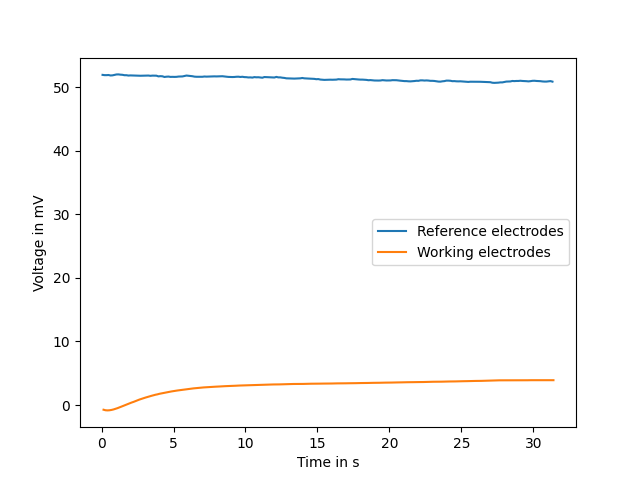 50
40
30
20
10
0
Voltage in mV
Reference electrodes
Working electrodes
0 5 10 15 20 25 30
Time in s